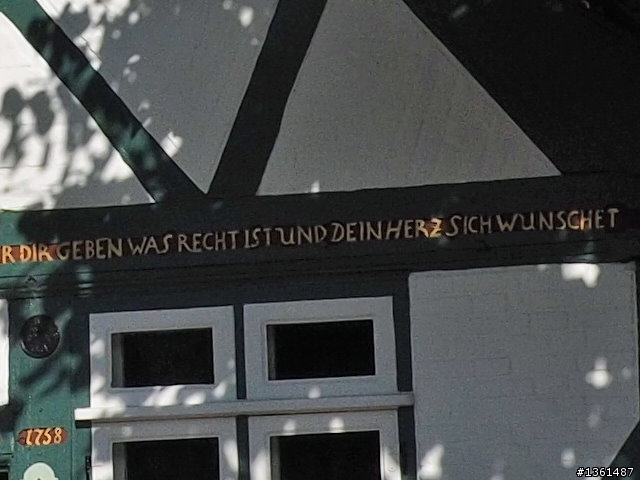 R DIR GEBEN WAS RECHT IST UND DEIN HERZ SICH WUNSCHET
1758
#1361487